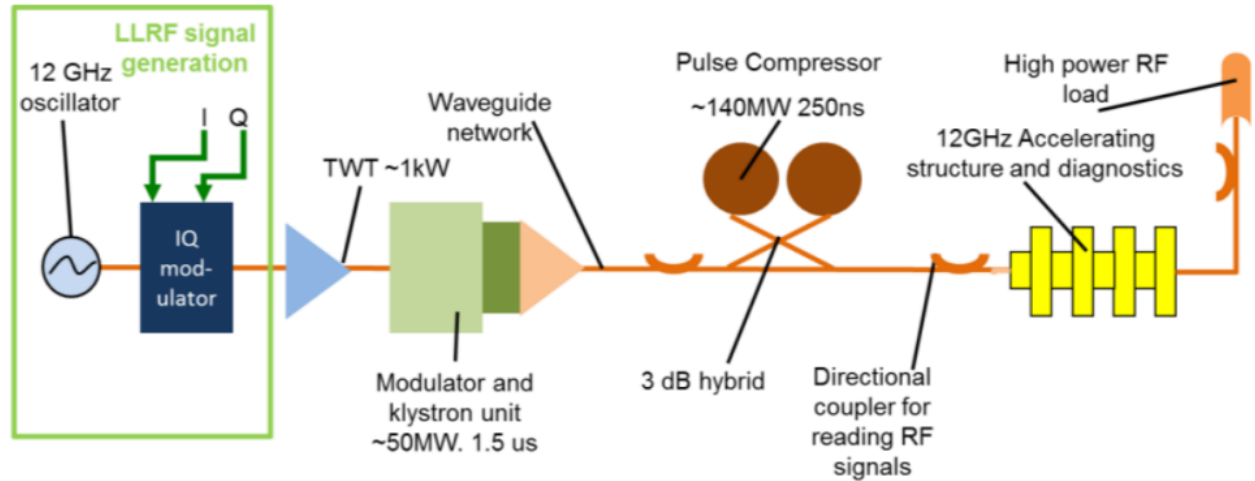 LLRF signal
generation
12 GHz
oscillator
I Q
IQ
mod-
ulator
TWT ~1kW
Modulator and
klystron unit
~50MW. 1.5 us
Waveguide
network
Pulse Compressor
~140MW 250ns
3 dB hybrid
Directional
coupler for
reading RF
signals
12GHz Accelerating
structure and diagnostics
High power RF
load